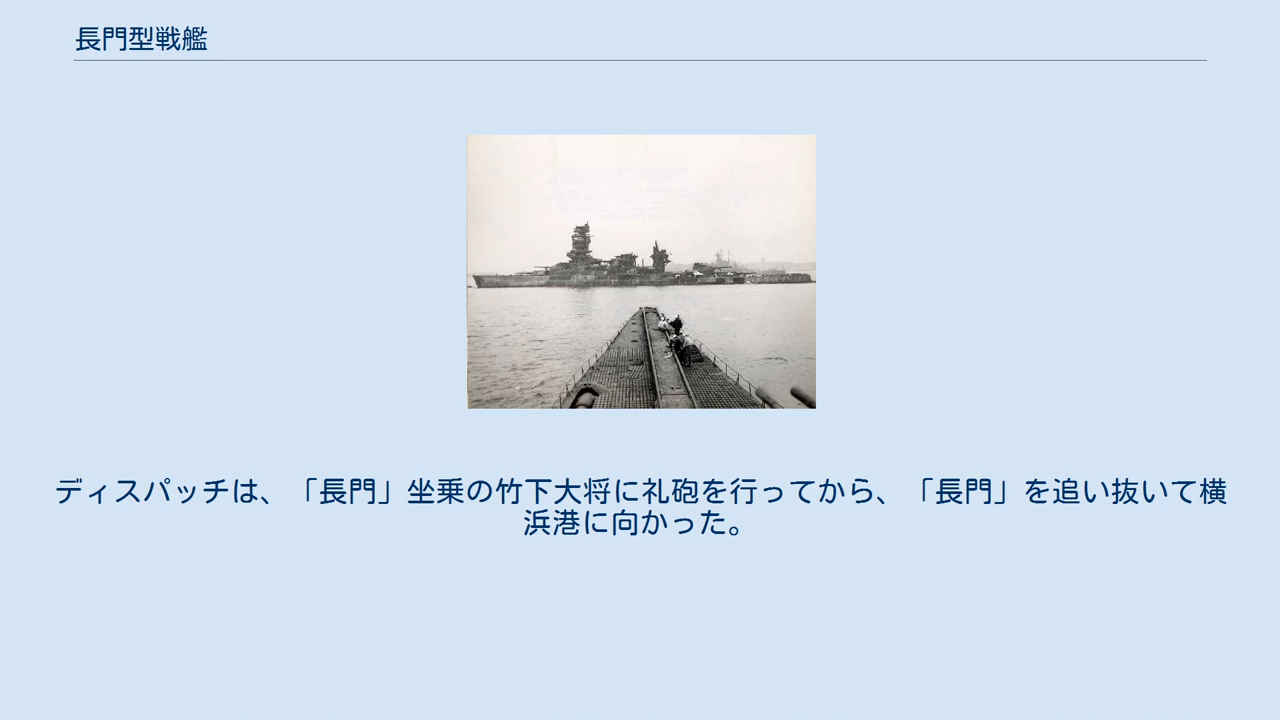 長門型戦艦
ディスパッチは、「長門」坐乗の竹下大将に礼砲を行ってから、「長門」を追い抜いて横
浜港に向かった。